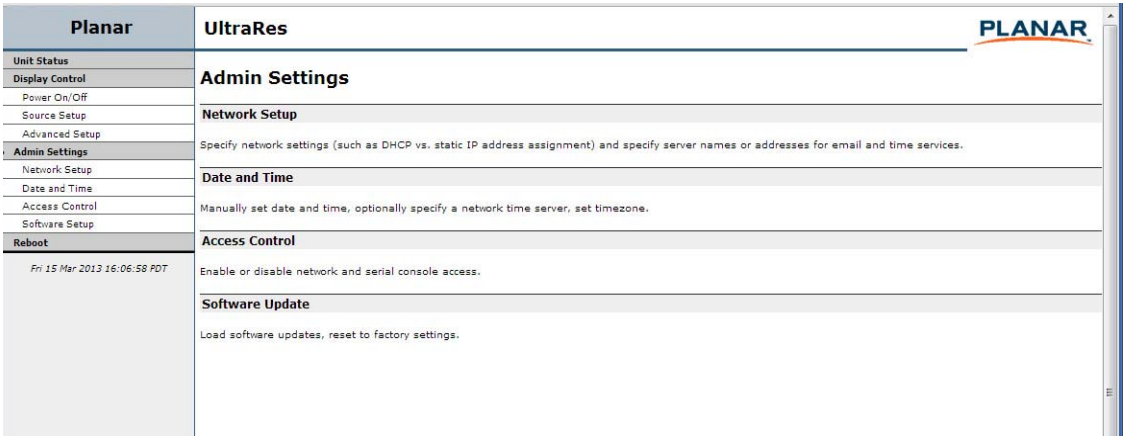 Planar
UltraRes
PLANAR
Unit Status
Display Control
Power On/Off
Source Setup
Advanced Setup
Admin Settings
Network Setup
Date and Time
Access Control
Software Setup
Reboot
Fri 15 Mar 2013 16:06:58 PDT
Admin Settings
Network Setup
Specify network settings (such as DHCP vs. static IP address assignment) and specify server names or addresses for email and time services.
Date and Time
Manually set date and time, optionally specify a network time server, set timezone.
Access Control
Enable or disable network and serial console access.
Software Update
Load software updates, reset to factory settings.